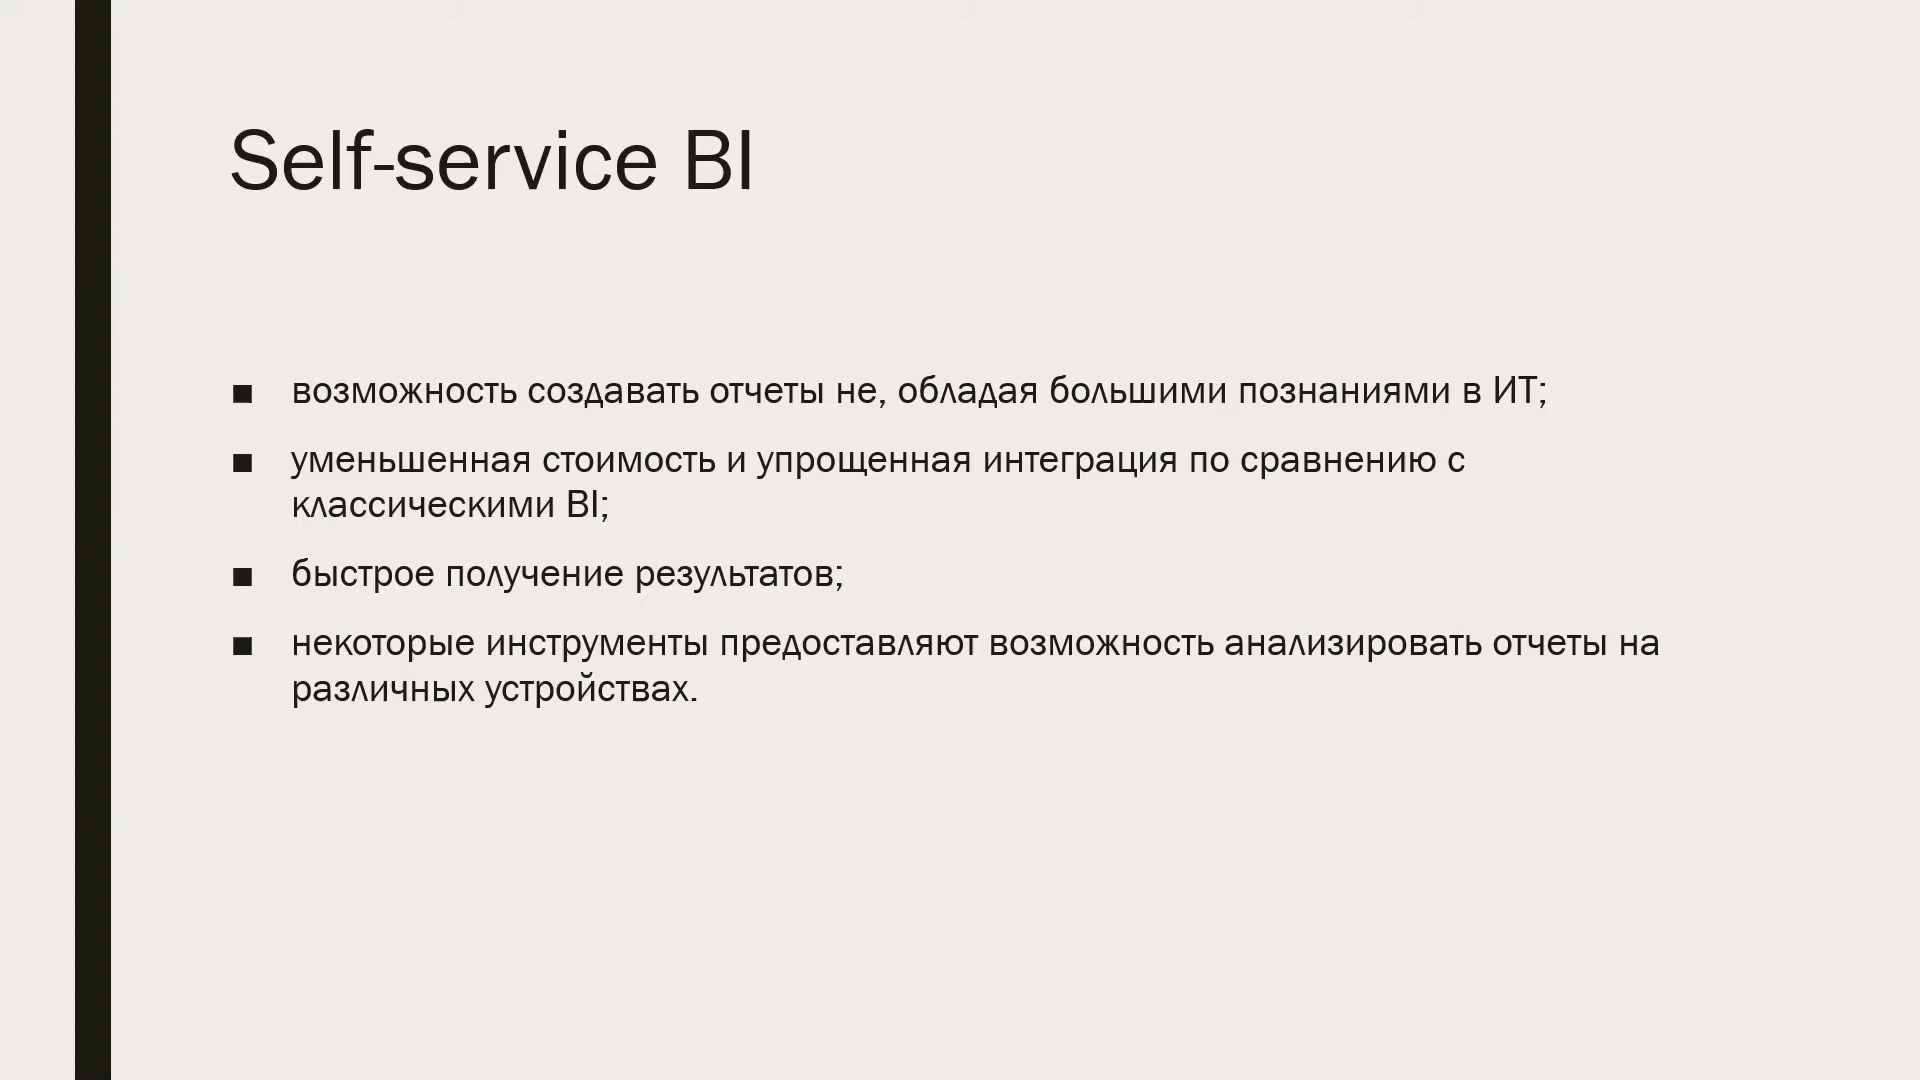 Self-service BI
■ возможность создавать отчеты не, обладая большими познаниями в ИТ;
■ уменьшенная стоимость и упрощенная интеграция по сравнению с
классическими BI;
■ быстрое получение результатов;
■ некоторые инструменты предоставляют возможность анализировать отчеты на
различных устройствах.